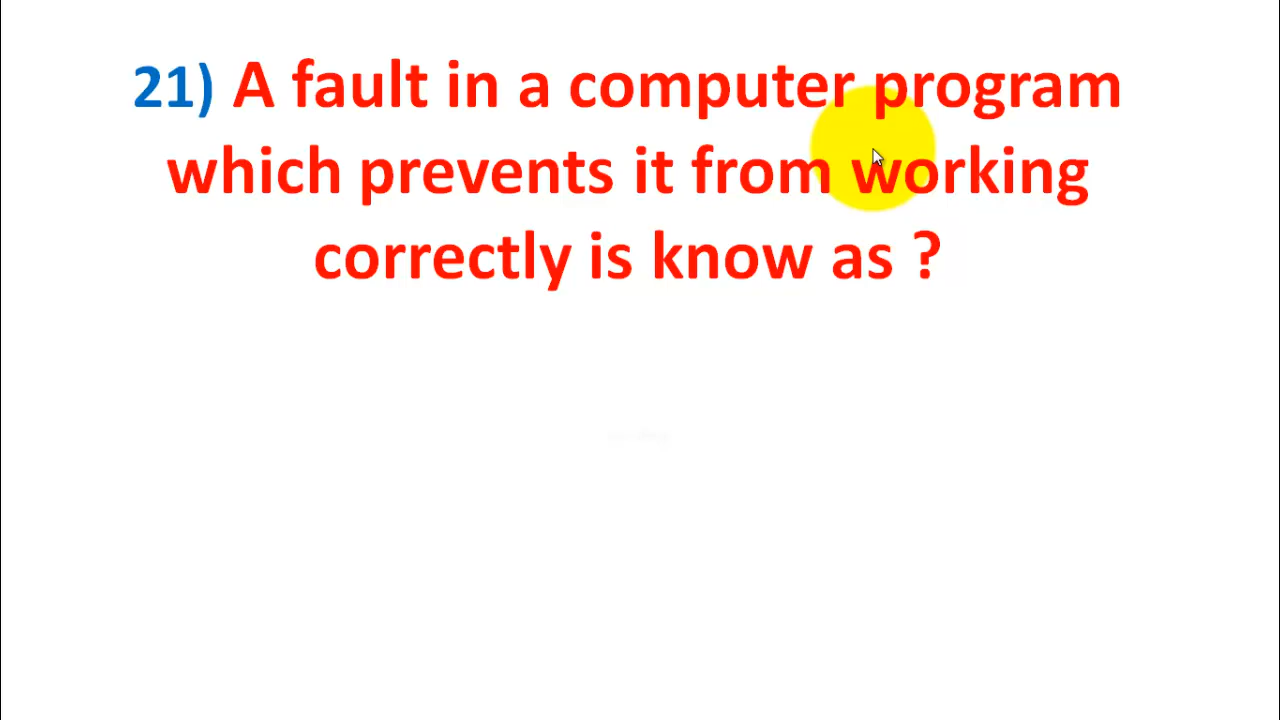 21) A fault in a computer program
which prevents it from working
correctly is know as ?